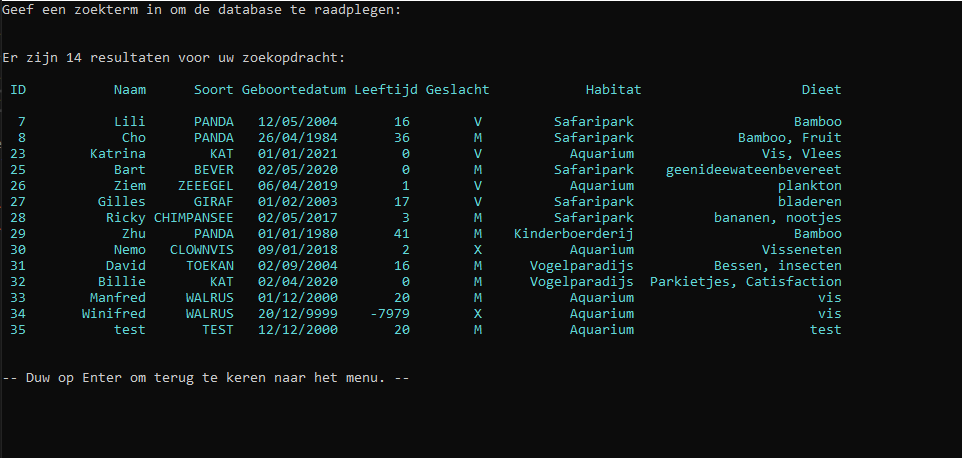 Geef een zoekterm in om de database te raadplegen:
Er zijn 14 resultaten voor uw zoekopdracht:
ID Naam Soort Geboortedatum Leeftijd Geslacht Habitat Dieet
7 Lili PANDA 12/05/2004 16 V Safaripark Bamboo
8 Cho PANDA 26/04/1984 36 M Safaripark Bamboo, Fruit
23 Katrina KAT 01/01/2021 0 V Aquarium Vis, Vlees
25 Bart BEVER 02/05/2020 0 M Safaripark geenideewateenbevereet
26 Ziem ZEEEGEL 06/04/2019 1 V Aquarium plankton
27 Gilles GIRAF 01/02/2003 17 V Safaripark bladeren
28 Ricky CHIMPANSEE 02/05/2017 3 M Safaripark bananen, nootjes
29 Zhu PANDA 01/01/1980 41 M Kinderboerderij Bamboo
30 Nemo CLOWNVIS 09/01/2018 2 X Aquarium Visseneten
31 David TOEKAN 02/09/2004 16 M Vogelparadijs Bessen, insecten
32 Billie KAT 02/04/2020 0 M Vogelparadijs Parkietjes, Catisfaction
33 Manfred WALRUS 01/12/2000 20 M Aquarium vis
34 Winifred WALRUS 20/12/9999 -7979 X Aquarium vis
35 test TEST 12/12/2000 20 M Aquarium test
-- Duw op Enter om terug te keren naar het menu. --